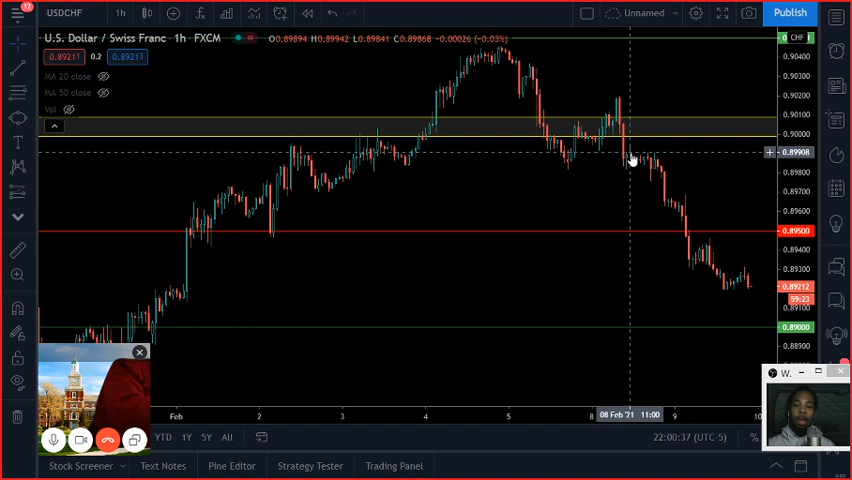 12
USDCHF
1h
Unnamed
Publish
U.S. Dollar / Swiss Franc · 1h · FXCM
O0.89894 H0.89942 L0.89841 C0.89868 -0.00026 (-0.03%)
CHF
0.89211 0.2 0.89213
MA 20 close
MA 50 close
Vol
0.90400
0.90300
0.90200
0.90100
0.90000
0.89908
0.89800
0.89700
0.89600
0.89500
0.89400
0.89300
0.89212
59:23
0.89100
0.89000
0.88900
Feb
2
3
4
5
8
08 Feb '21 11:00
9
10
W.
YTD 1Y 5Y All
22:00:37 (UTC-5)
%
Stock Screener
Text Notes
Pine Editor
Strategy Tester
Trading Panel